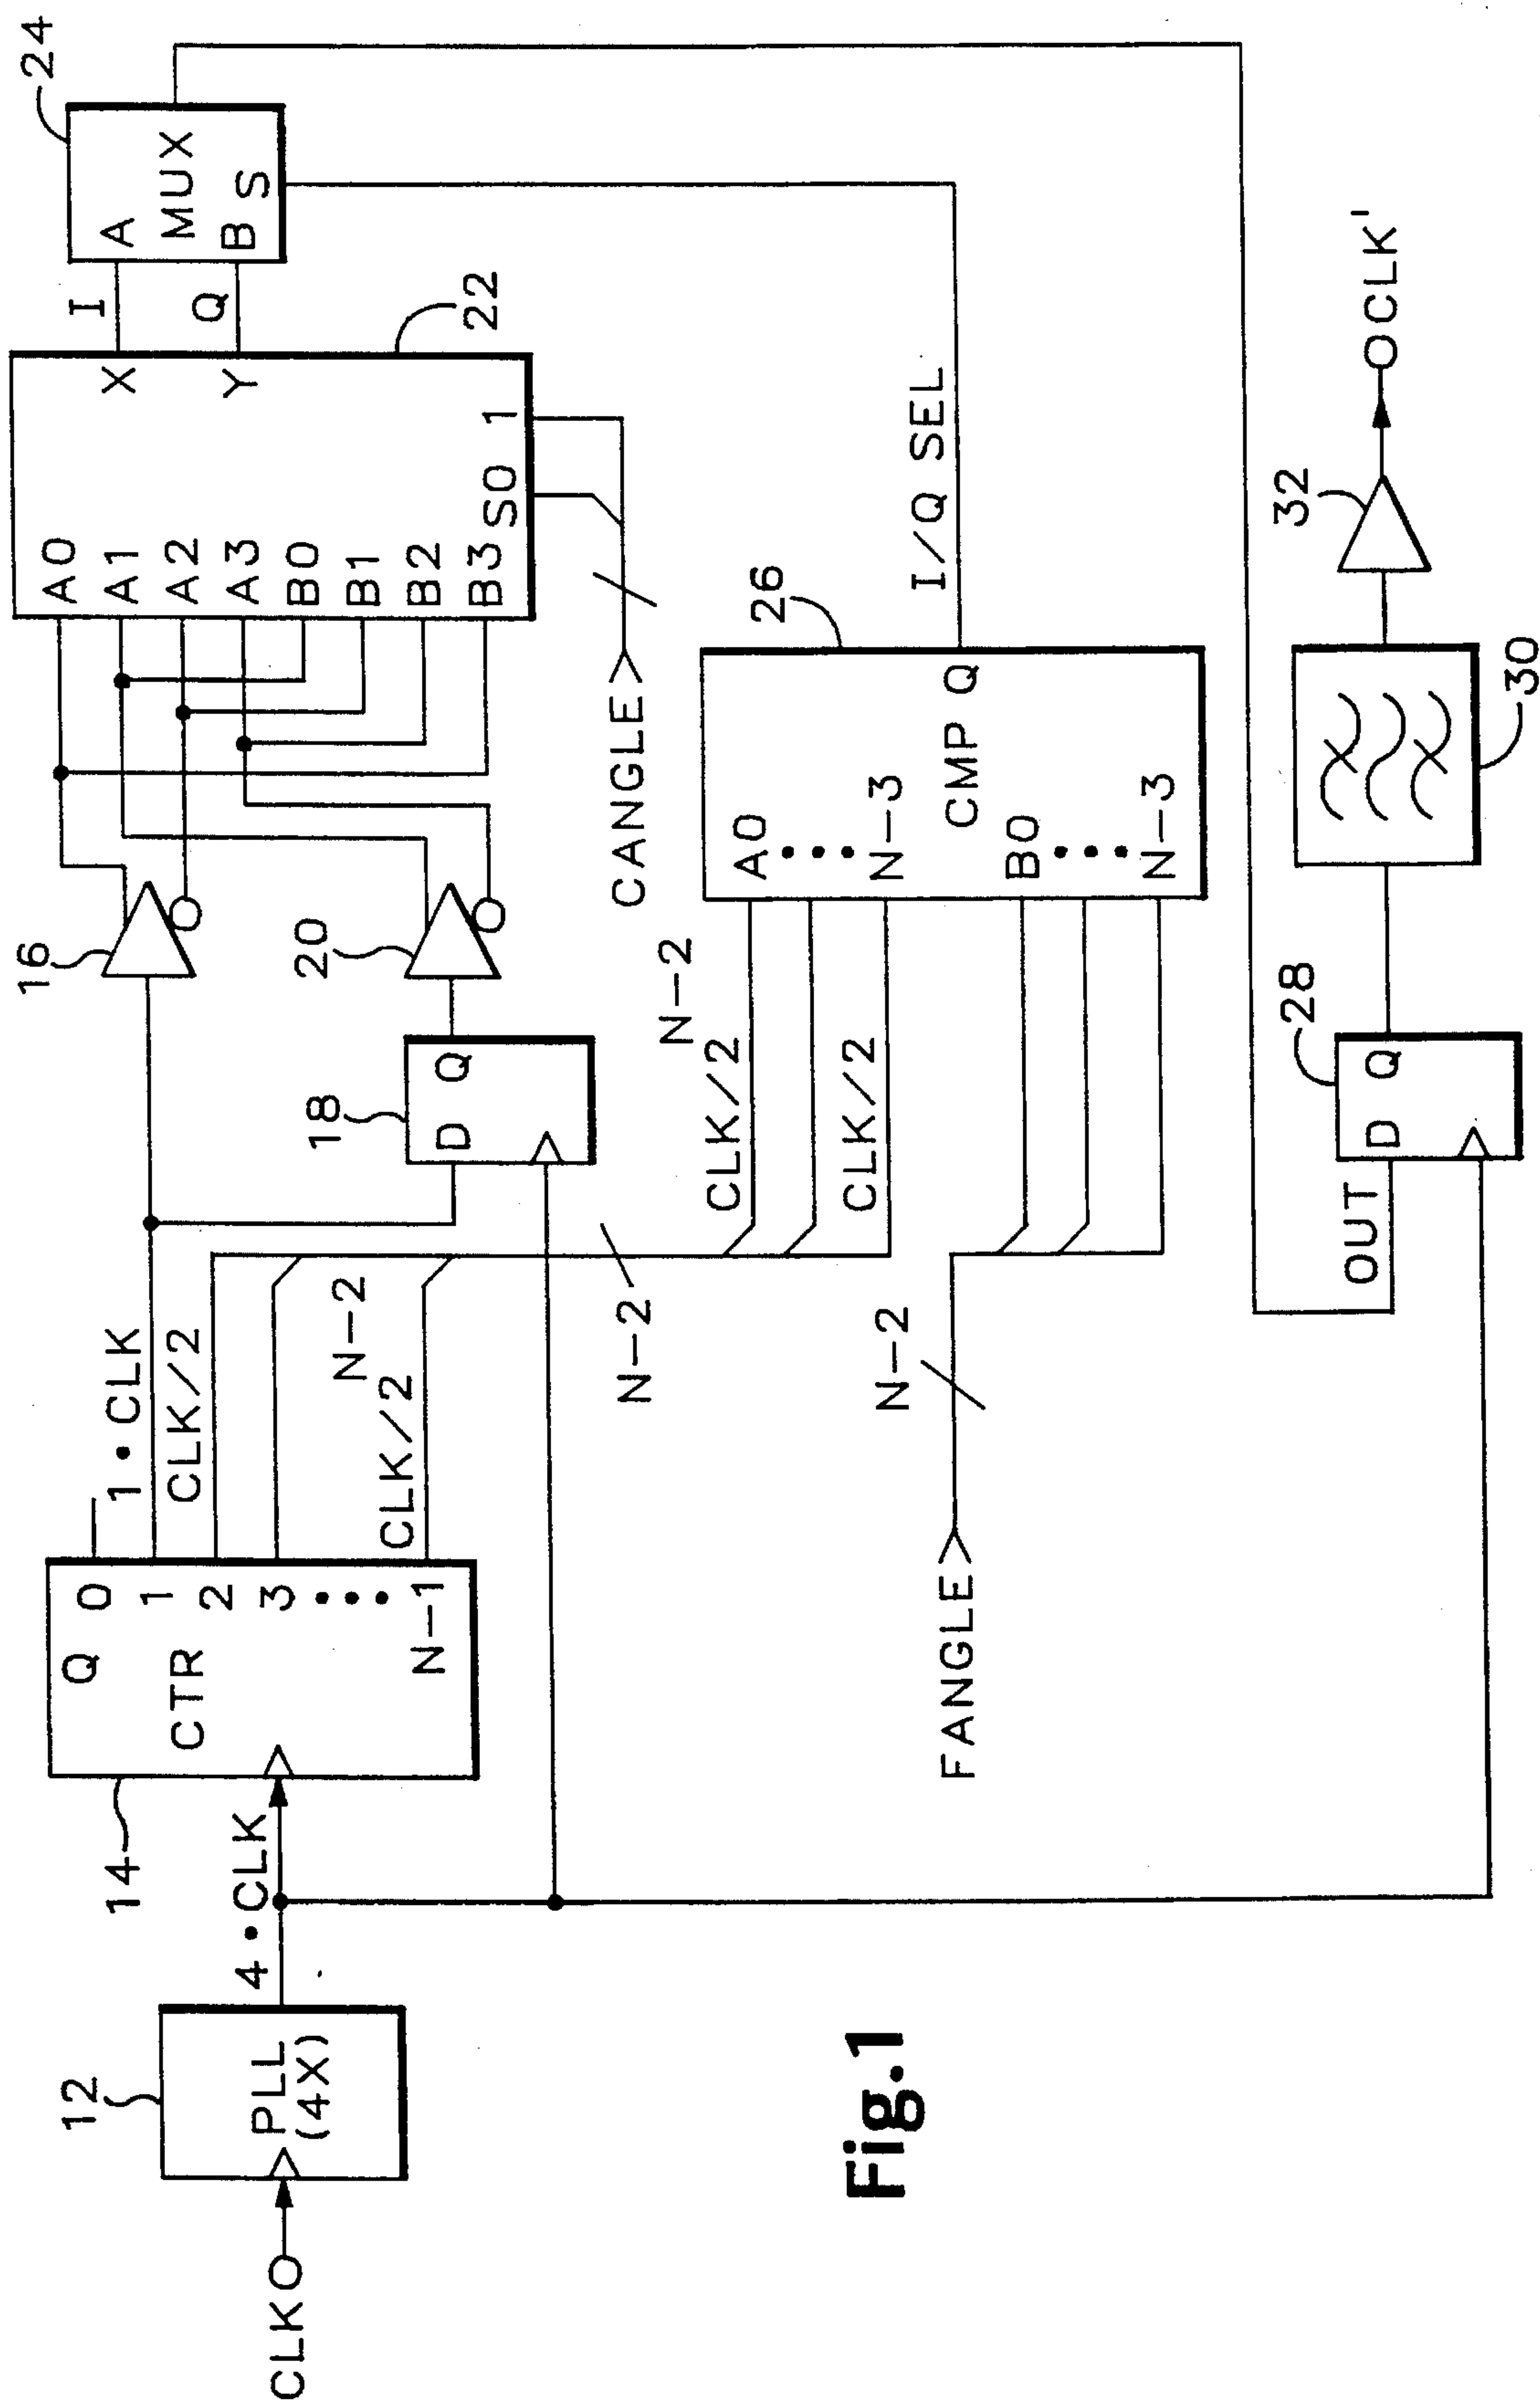 24
A
MUX
B
S
I
Q
22
X
Y
A0
A1
A2
A3
B0
B1
B2
B3
S0
1
CANGLE
16
20
18
D
Q
1•CLK
CLK/2
N-2
CLK/2
N-2
Q
0
1
2
3
N-1
CTR
14
4•CLK
12
PLL
(4X)
CLK
N-2
CLK/2
CLK/2
26
A0
N-3
CMP
Q
B0
N-3
I/Q SEL
N-2
FANGLE
OUT
28
D
Q
30
32
OCLK'
Fig.1